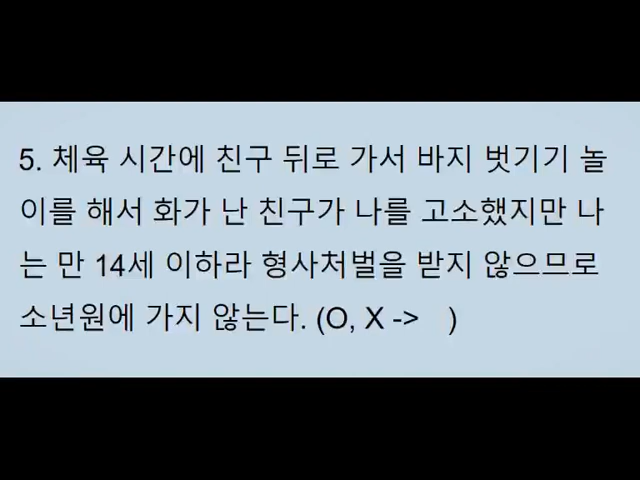 5. 체육 시간에 친구 뒤로 가서 바지 벗기기 놀
이를 해서 화가 난 친구가 나를 고소했지만 나
는 만 14세 이하라 형사처벌을 받지 않으므로
소년원에 가지 않는다. (O, X -> )